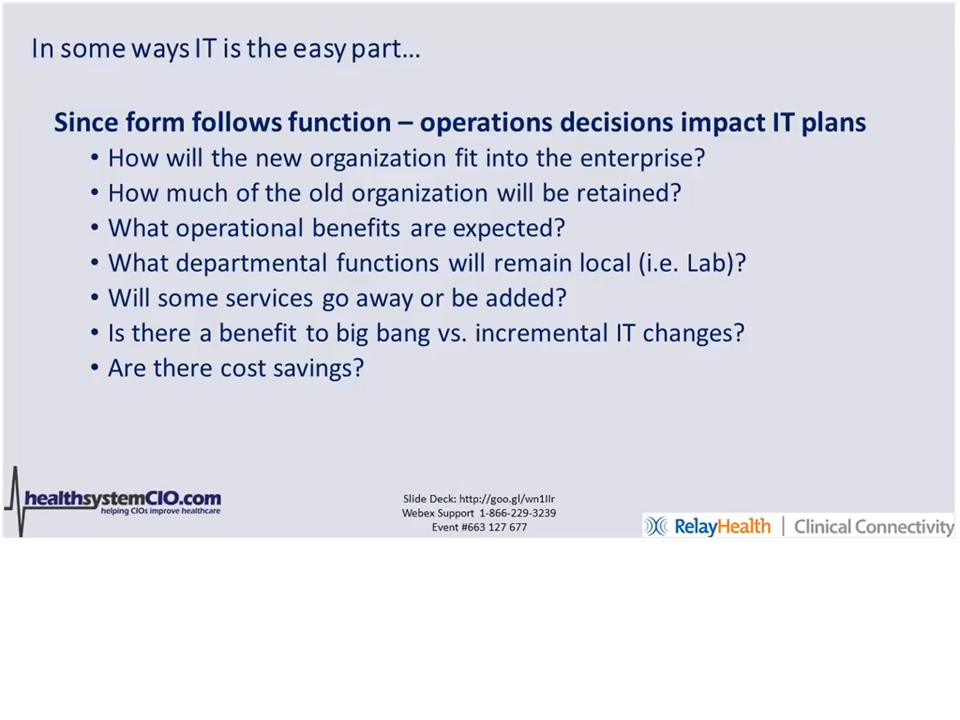 In some ways IT is the easy part...
Since form follows function – operations decisions impact IT plans
• How will the new organization fit into the enterprise?
• How much of the old organization will be retained?
• What operational benefits are expected?
• What departmental functions will remain local (i.e. Lab)?
• Will some services go away or be added?
• Is there a benefit to big bang vs. incremental IT changes?
• Are there cost savings?
healthsystemCIO.com
helping CIOs improve healthcare
Slide Deck: http://goo.gl/wn1lIr
Webex Support 1-866-229-3239
Event #663 127 677
RelayHealth | Clinical Connectivity